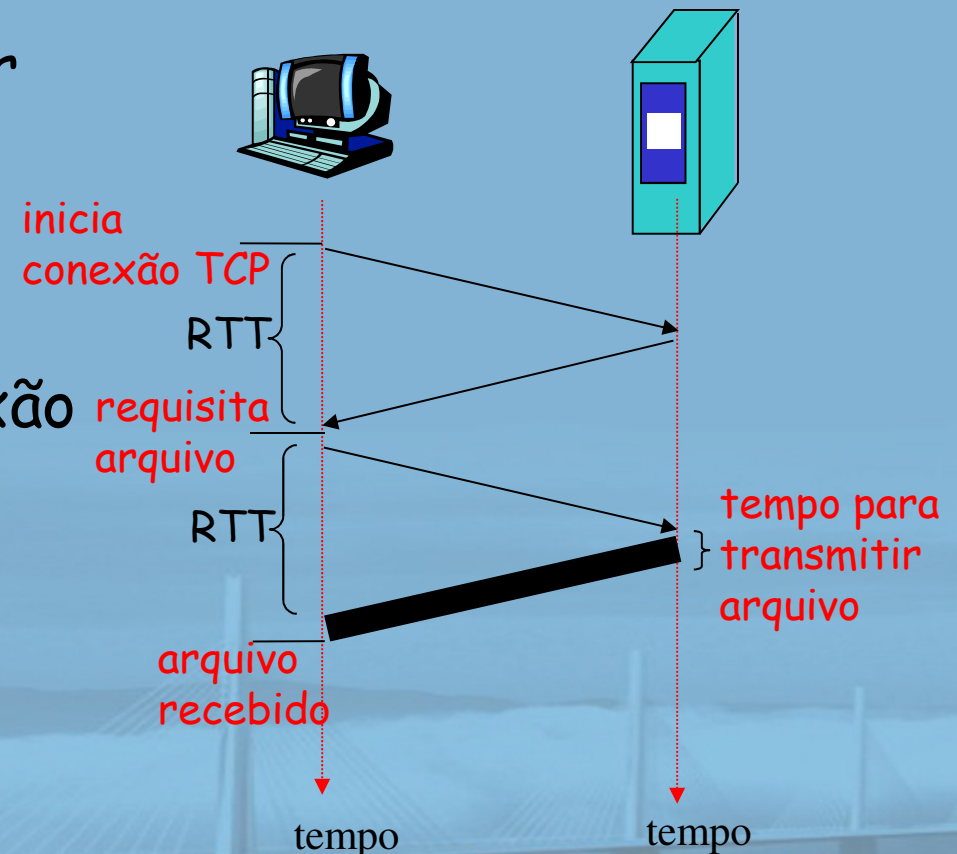 r
inicia
conexão TCP
RTT
xão
requisita
arquivo
RTT
tempo para
transmitir
arquivo
arquivo
recebido
tempo
tempo